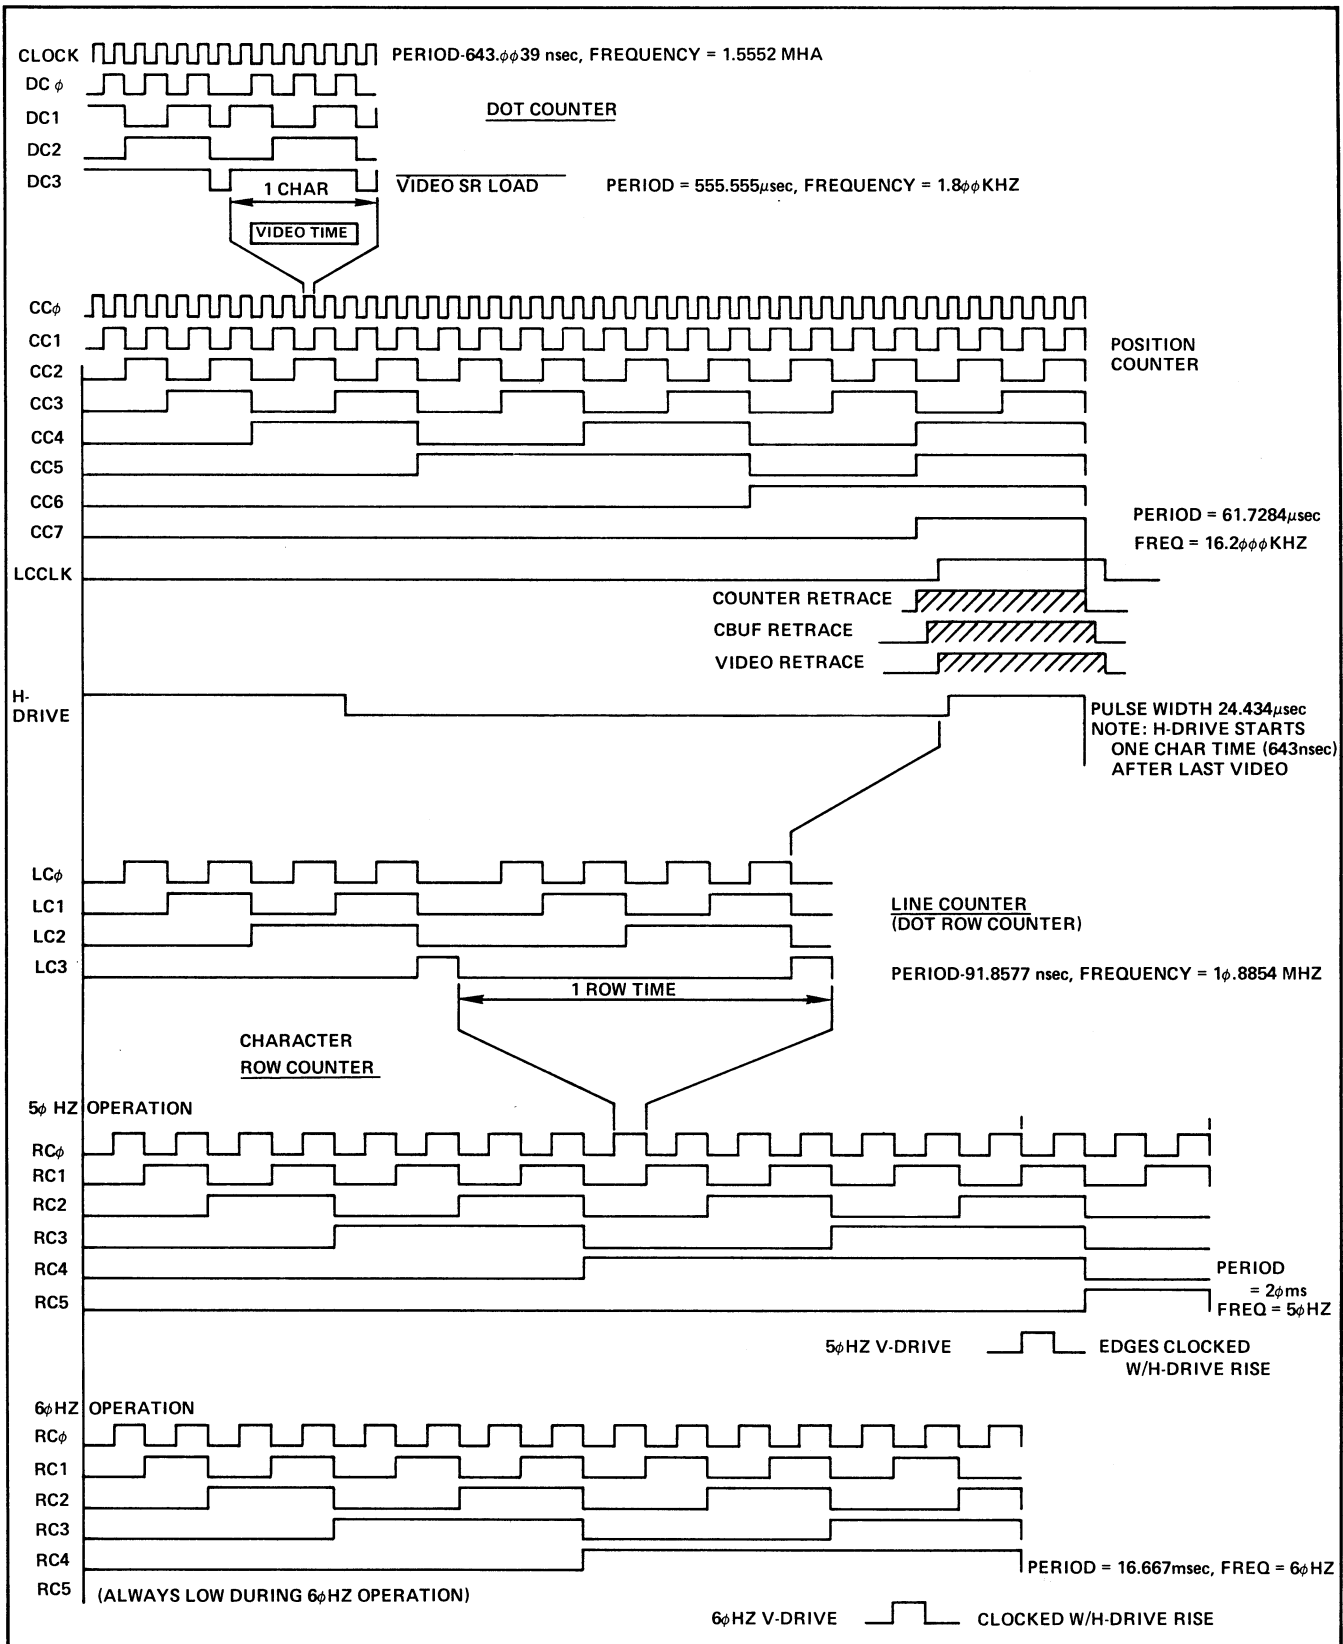 CLOCK PERIOD-643.ϕϕ39 nsec, FREQUENCY = 1.5552 MHA
DC ϕ
DC1 DOT COUNTER
DC2
DC3 1 CHAR VIDEO SR LOAD PERIOD = 555.555μsec, FREQUENCY = 1.8ϕϕKHZ
VIDEO TIME
CCϕ
CC1 POSITION
CC2 COUNTER
CC3
CC4
CC5
CC6
CC7 PERIOD = 61.7284μsec
FREQ = 16.2ϕϕϕKHZ
LCCLK
COUNTER RETRACE
CBUF RETRACE
VIDEO RETRACE
H-
DRIVE PULSE WIDTH 24.434μsec
NOTE: H-DRIVE STARTS
ONE CHAR TIME (643nsec)
AFTER LAST VIDEO
LCϕ
LC1 LINE COUNTER
LC2 (DOT ROW COUNTER)
LC3 PERIOD-91.8577 nsec, FREQUENCY = 1ϕ.8854 MHZ
1 ROW TIME
CHARACTER
ROW COUNTER
5ϕ HZ OPERATION
RCϕ
RC1
RC2
RC3
RC4 PERIOD
= 2ϕms
RC5 FREQ = 5ϕHZ
5ϕHZ V-DRIVE EDGES CLOCKED
W/H-DRIVE RISE
6ϕHZ OPERATION
RCϕ
RC1
RC2
RC3
RC4 PERIOD = 16.667msec, FREQ = 6ϕHZ
RC5 (ALWAYS LOW DURING 6ϕHZ OPERATION)
6ϕHZ V-DRIVE CLOCKED W/H-DRIVE RISE